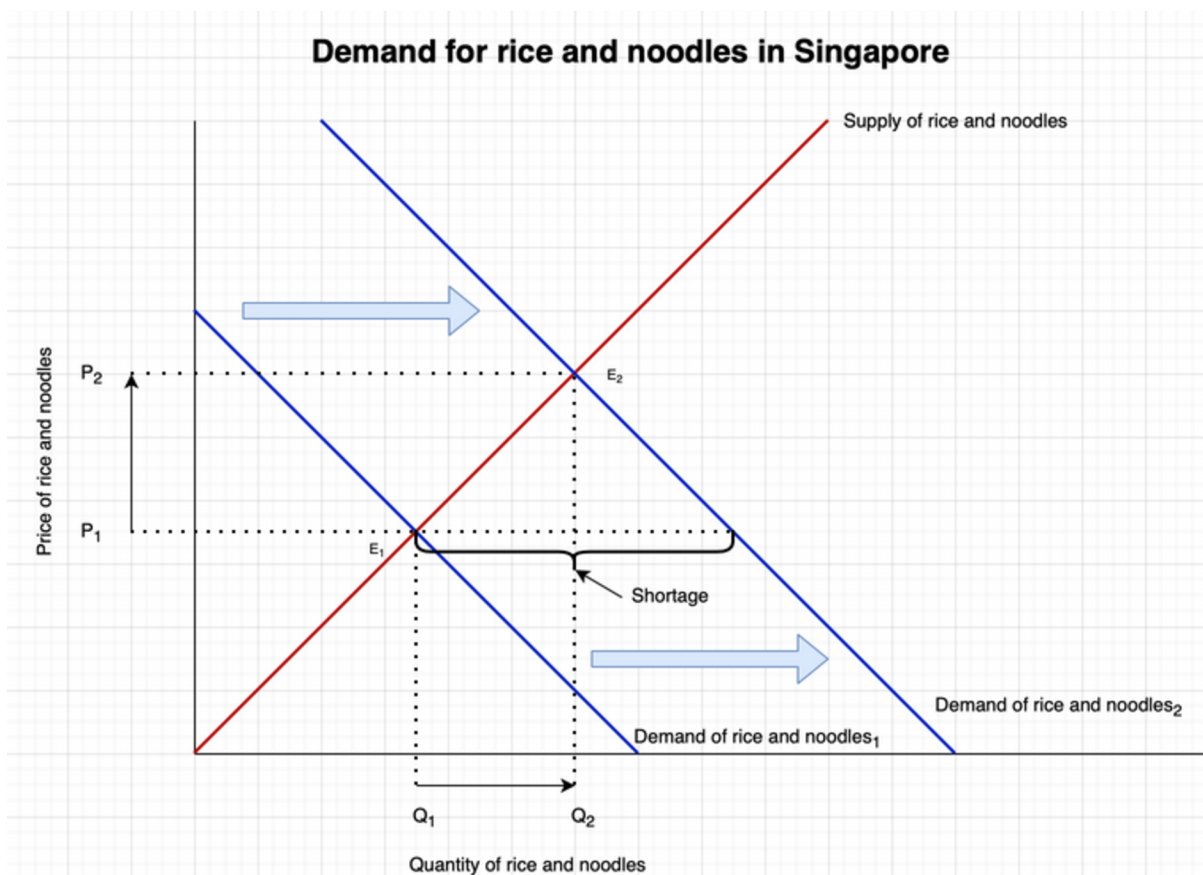 Demand for rice and noodles in Singapore
Supply of rice and noodles
Price of rice and noodles
P₂
E₂
P₁
E₁
Shortage
Demand of rice and noodles₂
Demand of rice and noodles₁
Q₁
Q₂
Quantity of rice and noodles